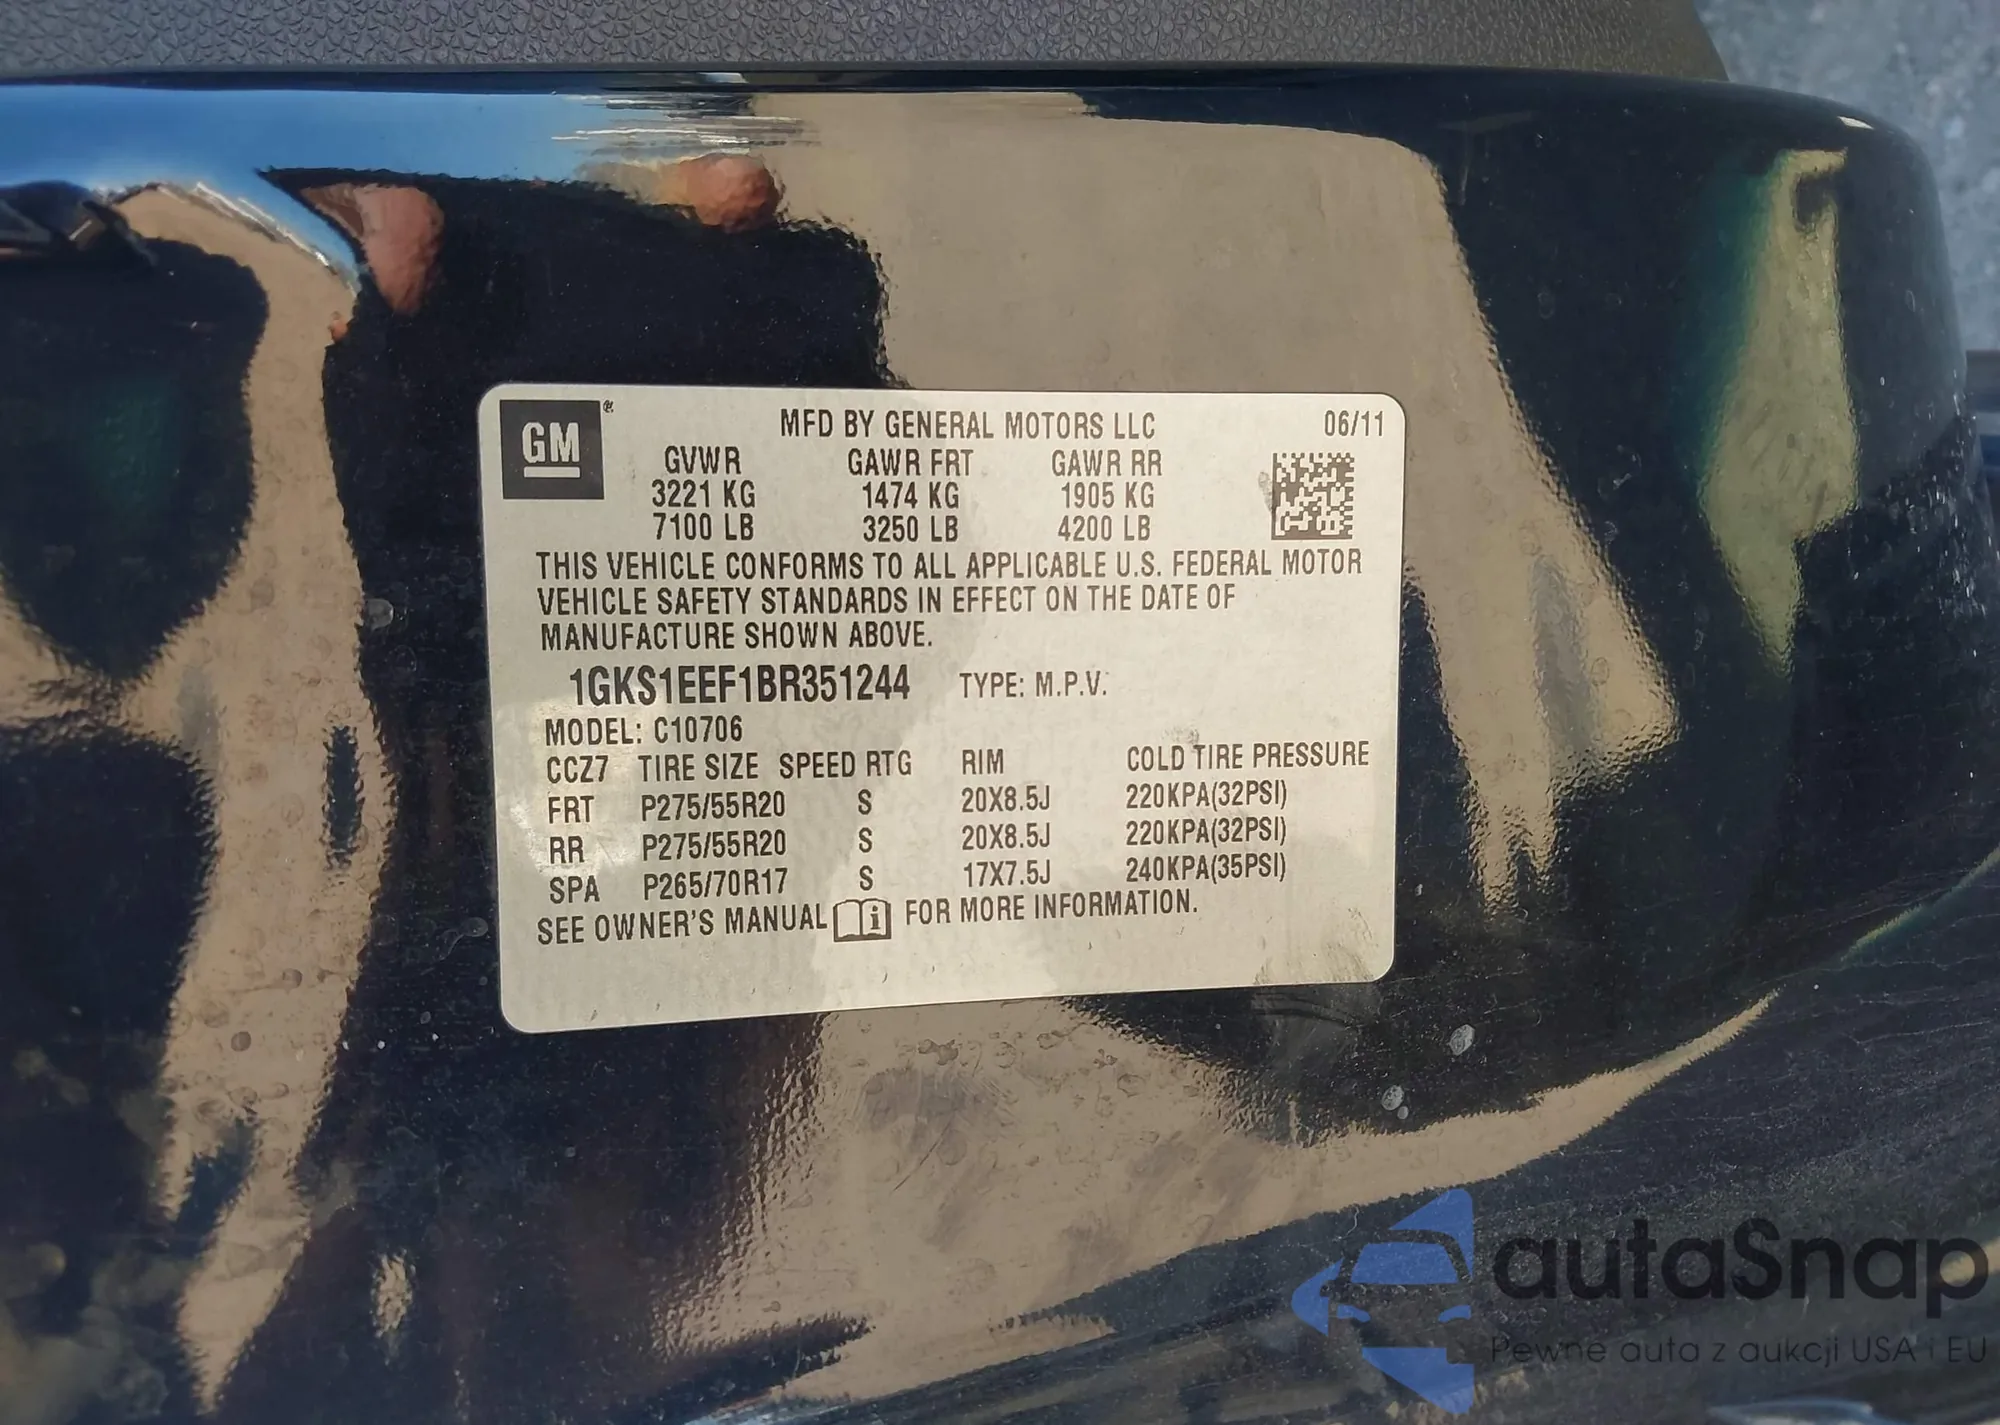 GM
MFD BY GENERAL MOTORS LLC 06/11
GVWR GAWR FRT GAWR RR
3221 KG 1474 KG 1905 KG
7100 LB 3250 LB 4200 LB
THIS VEHICLE CONFORMS TO ALL APPLICABLE U.S. FEDERAL MOTOR
VEHICLE SAFETY STANDARDS IN EFFECT ON THE DATE OF
MANUFACTURE SHOWN ABOVE.
1GKS1EEF1BR351244 TYPE: M.P.V.
MODEL: C10706
CCZ7 TIRE SIZE SPEED RTG RIM COLD TIRE PRESSURE
FRT P275/55R20 S 20X8.5J 220KPA(32PSI)
RR P275/55R20 S 20X8.5J 220KPA(32PSI)
SPA P265/70R17 S 17X7.5J 240KPA(35PSI)
SEE OWNER'S MANUAL FOR MORE INFORMATION.
autaSnap
Pewne auta z aukcji USA i EU